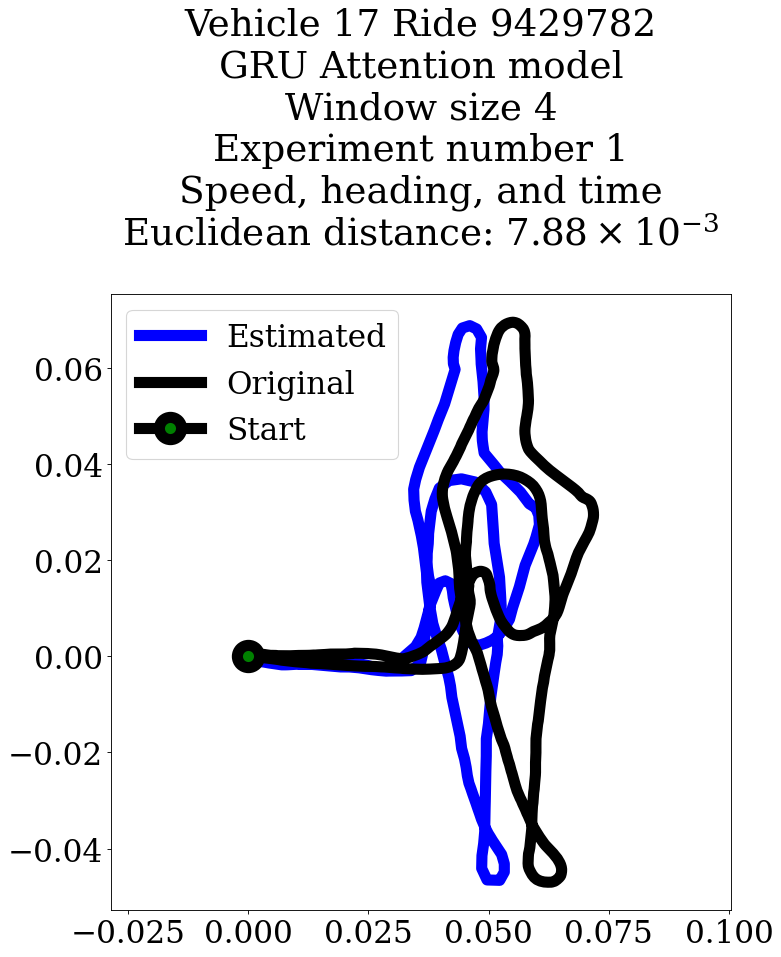 Vehicle 17 Ride 9429782
GRU Attention model
Window size 4
Experiment number 1
Speed, heading, and time
Euclidean distance: 7.88 × 10⁻³
Estimated
Original
Start
0.06
0.04
0.02
0.00
−0.02
−0.04
−0.025 0.000 0.025 0.050 0.075 0.100